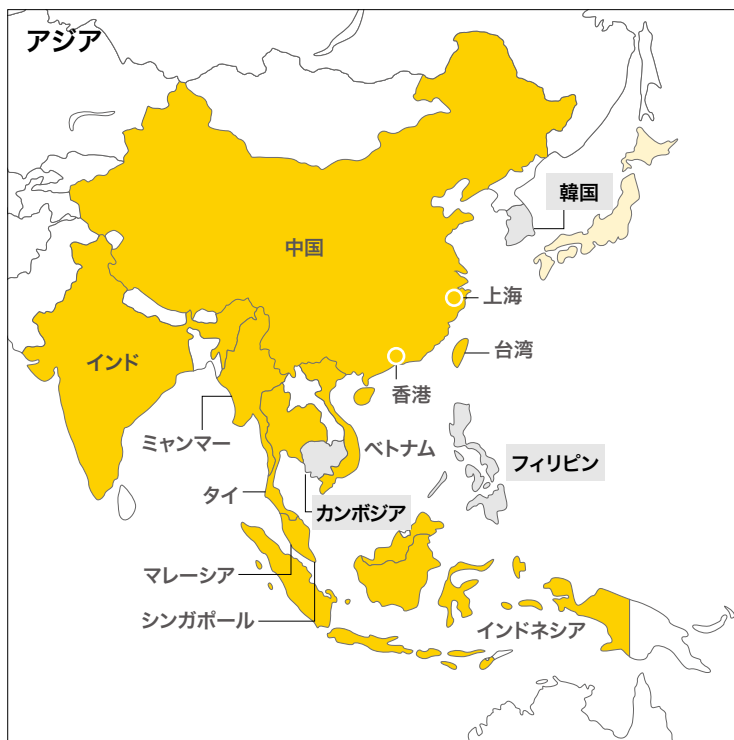 アジア
韓国
中国
上海
台湾
インド
香港
ミャンマー
ベトナム
フィリピン
タイ
カンボジア
マレーシア
シンガポール
インドネシア